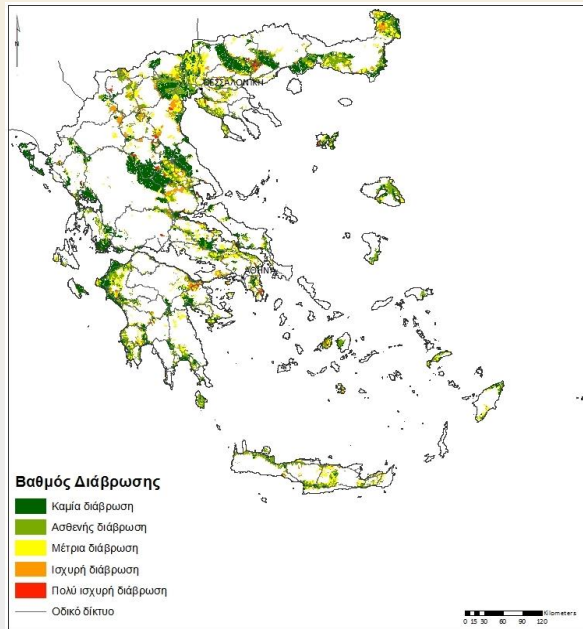 N
ΘΕΣΣΑΛΟΝΙΚΗ
ΑΘΗΝΑ
Βαθμός Διάβρωσης
Καμία διάβρωση
Ασθενής διάβρωση
Μέτρια διάβρωση
Ισχυρή διάβρωση
Πολύ ισχυρή διάβρωση
Οδικό δίκτυο
Kilometers
0 15 30 60 90 120